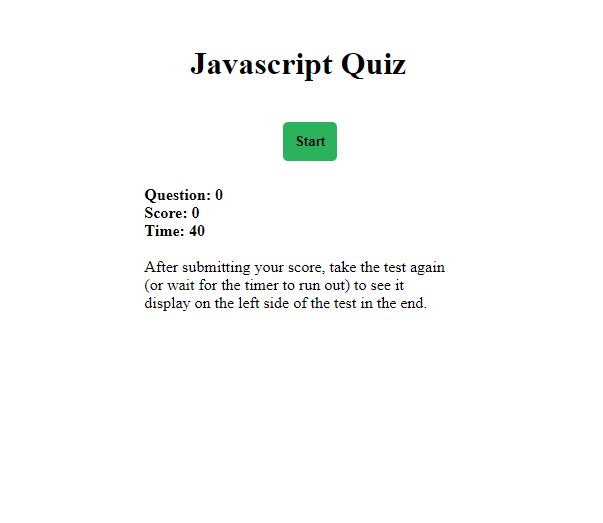 Javascript Quiz
Start
Question: 0
Score: 0
Time: 40
After submitting your score, take the test again
(or wait for the timer to run out) to see it
display on the left side of the test in the end.